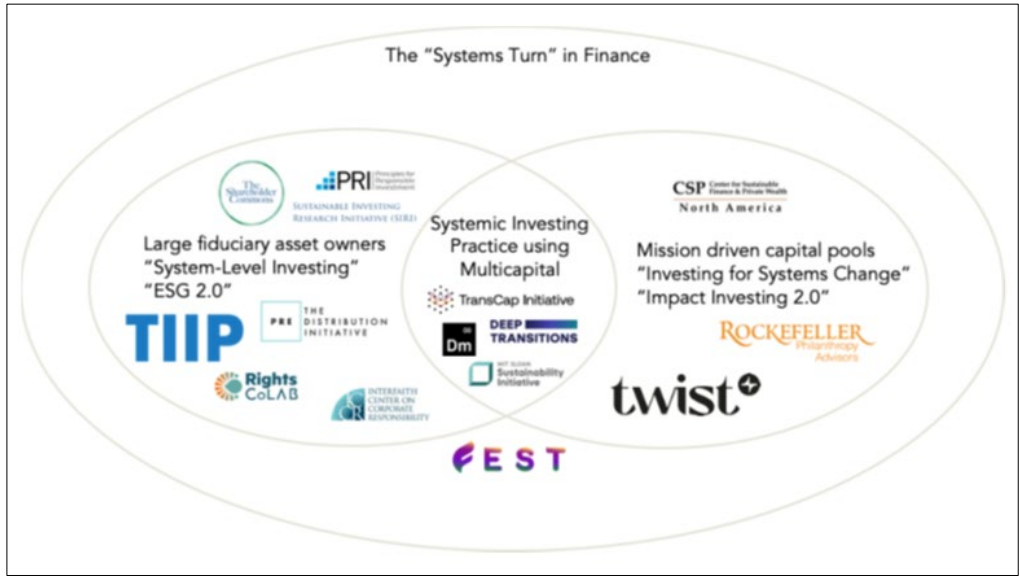 The “Systems Turn” in Finance
The
Shareholder
Commons
PRI Principles for
Responsible
Investment
SUSTAINABLE INVESTING
RESEARCH INITIATIVE (SIRI)
Large fiduciary asset owners
“System-Level Investing”
“ESG 2.0”
TIIP
PRE THE
DISTRIBUTION
INITIATIVE
Rights
CoLAB
ICCR INTERFAITH
CENTER ON
CORPORATE
RESPONSIBILITY
Systemic Investing
Practice using
Multicapital
TransCap Initiative
Dm
DEEP
TRANSITIONS
MIT SLOAN
Sustainability
Initiative
CSP Center for Sustainable
Finance & Private Wealth
North America
Mission driven capital pools
“Investing for Systems Change”
“Impact Investing 2.0”
ROCKEFELLER
Philanthropy
Advisors
twist
FEST